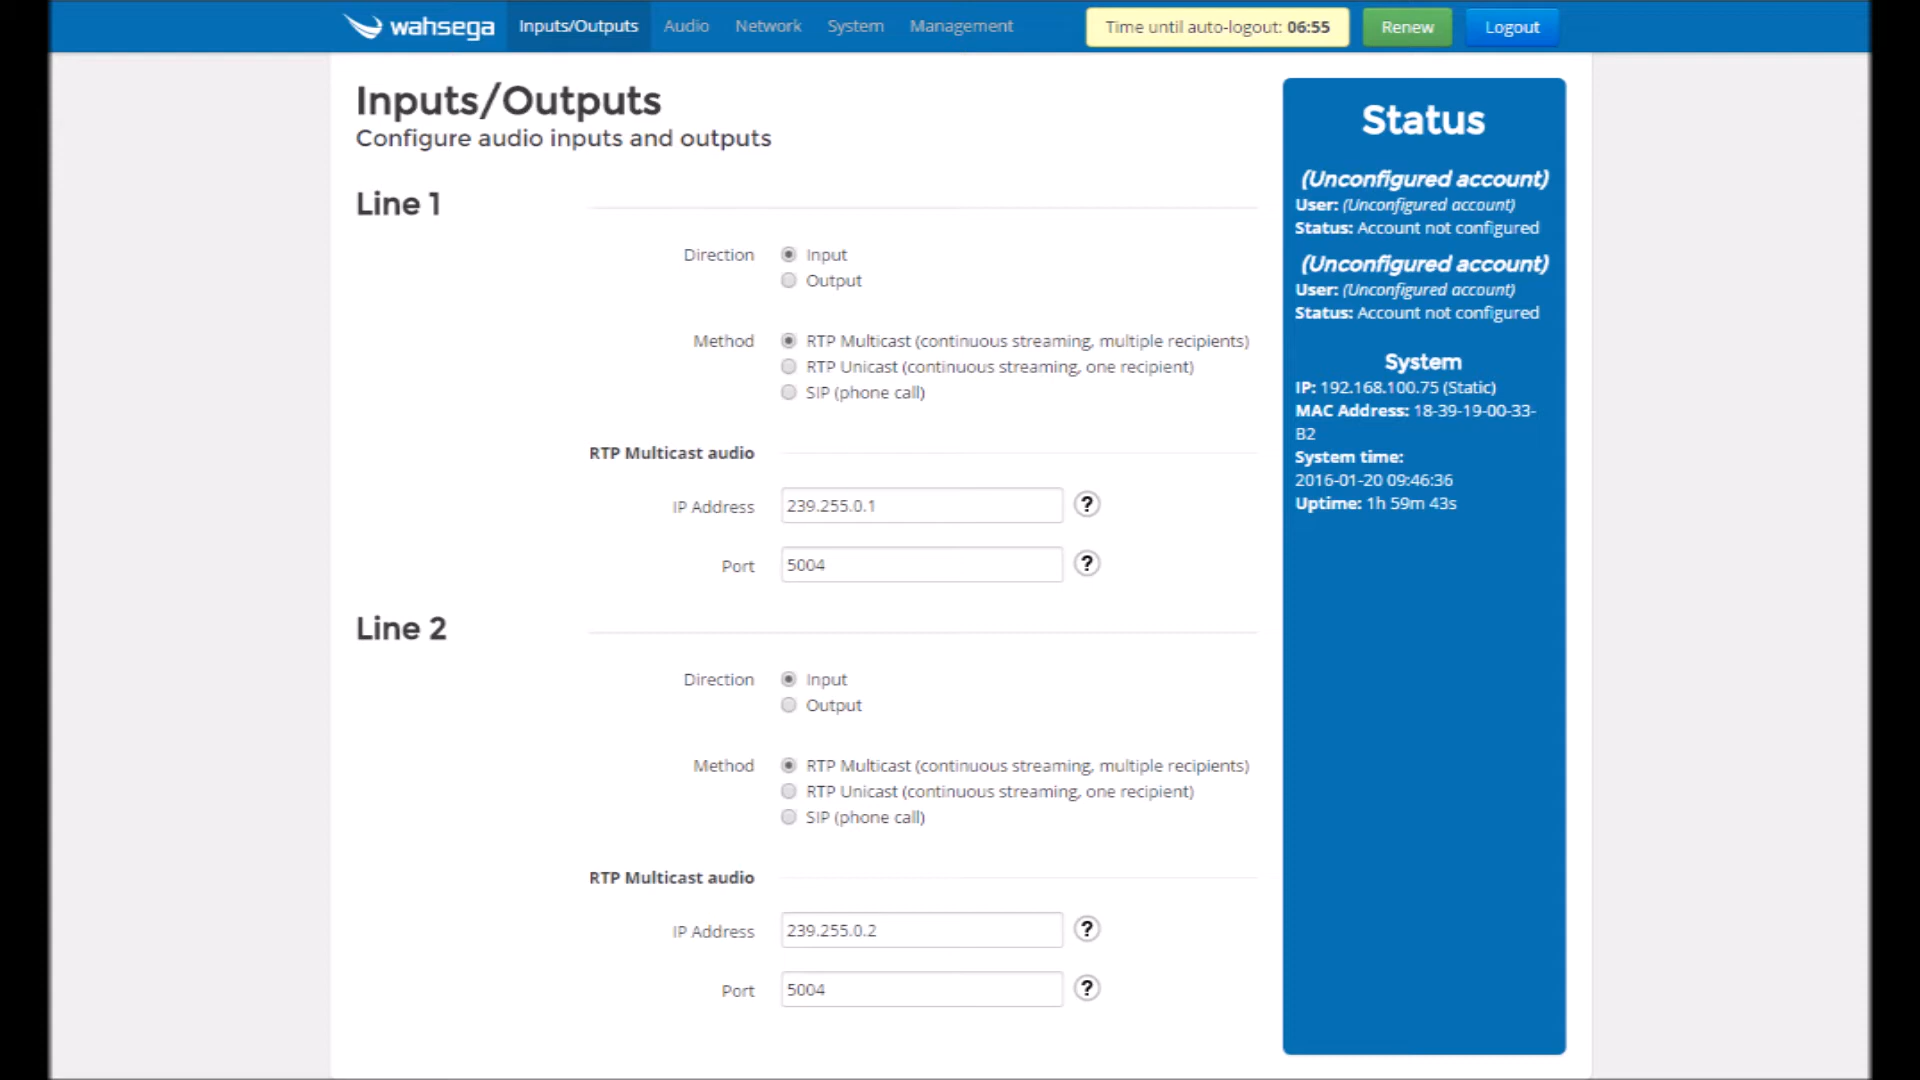 wahsega Inputs/Outputs Audio Network System Management Time until auto-logout: 06:55 Renew Logout
Inputs/Outputs
Configure audio inputs and outputs
Line 1
Direction Input
Output
Method RTP Multicast (continuous streaming, multiple recipients)
RTP Unicast (continuous streaming, one recipient)
SIP (phone call)
RTP Multicast audio
IP Address 239.255.0.1 ?
Port 5004 ?
Line 2
Direction Input
Output
Method RTP Multicast (continuous streaming, multiple recipients)
RTP Unicast (continuous streaming, one recipient)
SIP (phone call)
RTP Multicast audio
IP Address 239.255.0.2 ?
Port 5004 ?
Status
(Unconfigured account)
User: (Unconfigured account)
Status: Account not configured
(Unconfigured account)
User: (Unconfigured account)
Status: Account not configured
System
IP: 192.168.100.75 (Static)
MAC Address: 18-39-19-00-33-
B2
System time:
2016-01-20 09:46:36
Uptime: 1h 59m 43s